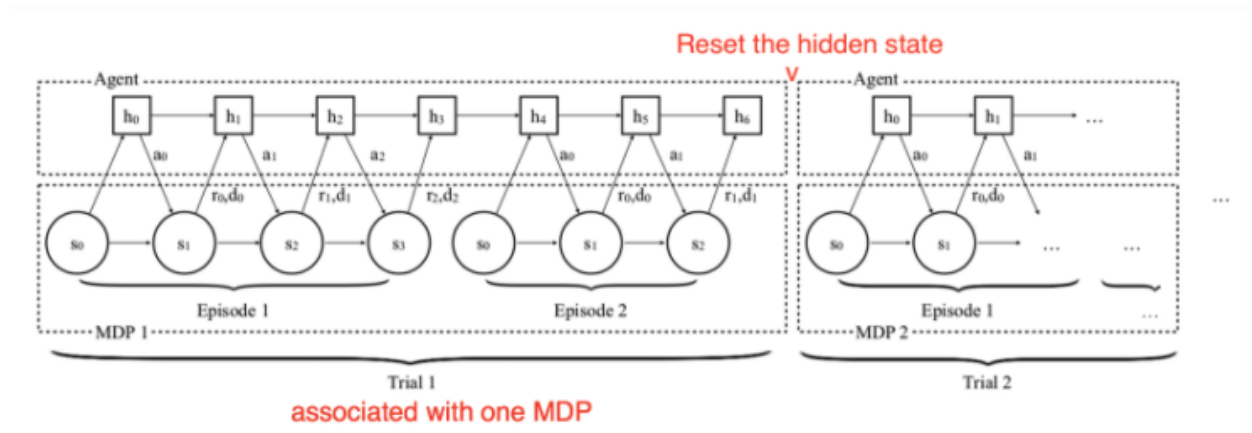 Reset the hidden state
v
Agent Agent
h₀ h₁ h₂ h₃ h₄ h₅ h₆ h₀ h₁ ...
a₀ a₁ a₂ a₀ a₁ a₀ a₁
r₀,d₀ r₁,d₁ r₂,d₂ r₀,d₀ r₁,d₁ r₀,d₀ ...
s₀ s₁ s₂ s₃ s₀ s₁ s₂ s₀ s₁ ... ...
Episode 1 Episode 2 Episode 1 ...
MDP 1 MDP 2
Trial 1 Trial 2
associated with one MDP